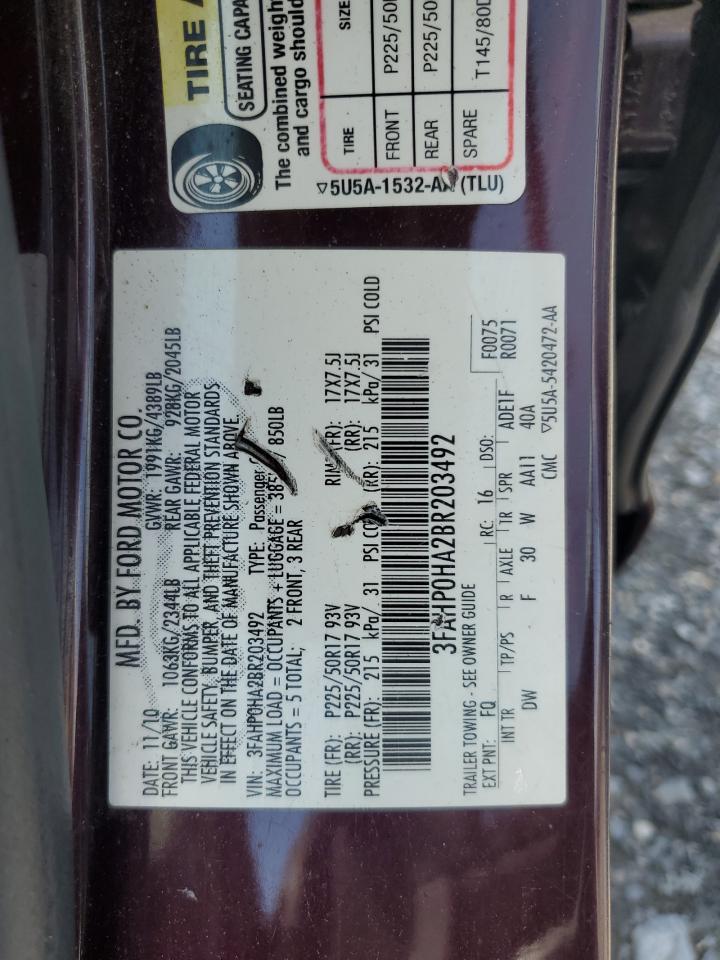 MFD. BY FORD MOTOR CO.
DATE: 11/10 GVWR: 1991KG/4389LB
FRONT GAWR: 1063KG/2344LB REAR GAWR: 928KG/2045LB
THIS VEHICLE CONFORMS TO ALL APPLICABLE FEDERAL MOTOR
VEHICLE SAFETY, BUMPER, AND THEFT PREVENTION STANDARDS
IN EFFECT ON THE DATE OF MANUFACTURE SHOWN ABOVE.
VIN: 3FAHP0HA2BR203492 TYPE: Passenger
MAXIMUM LOAD = OCCUPANTS + LUGGAGE = 850LB
OCCUPANTS = 5 TOTAL; 2 FRONT, 3 REAR
TIRE (FR): P225/50R17 93V RIM (FR): 17X7.5J
(RR): P225/50R17 93V (RR): 17X7.5J
PRESSURE (FR): 215 kPa/ 31 PSI COLD (RR): 215 kPa/ 31 PSI COLD
3FAHP0HA2BR203492
TRAILER TOWING - SEE OWNER GUIDE
EXT PNT: FQ RC: 16 DSO: F0075
INT TR TP/PS R AXLE TR SPR ADE1F R0071
DW F 30 W AA11 40A
CMC ▽5U5A-5420472-AA
TIRE
SEATING CAPA
The combined weigh
and cargo should
TIRE SIZE
FRONT P225/50
REAR P225/50
SPARE T145/80D
▽5U5A-1532- (TLU)